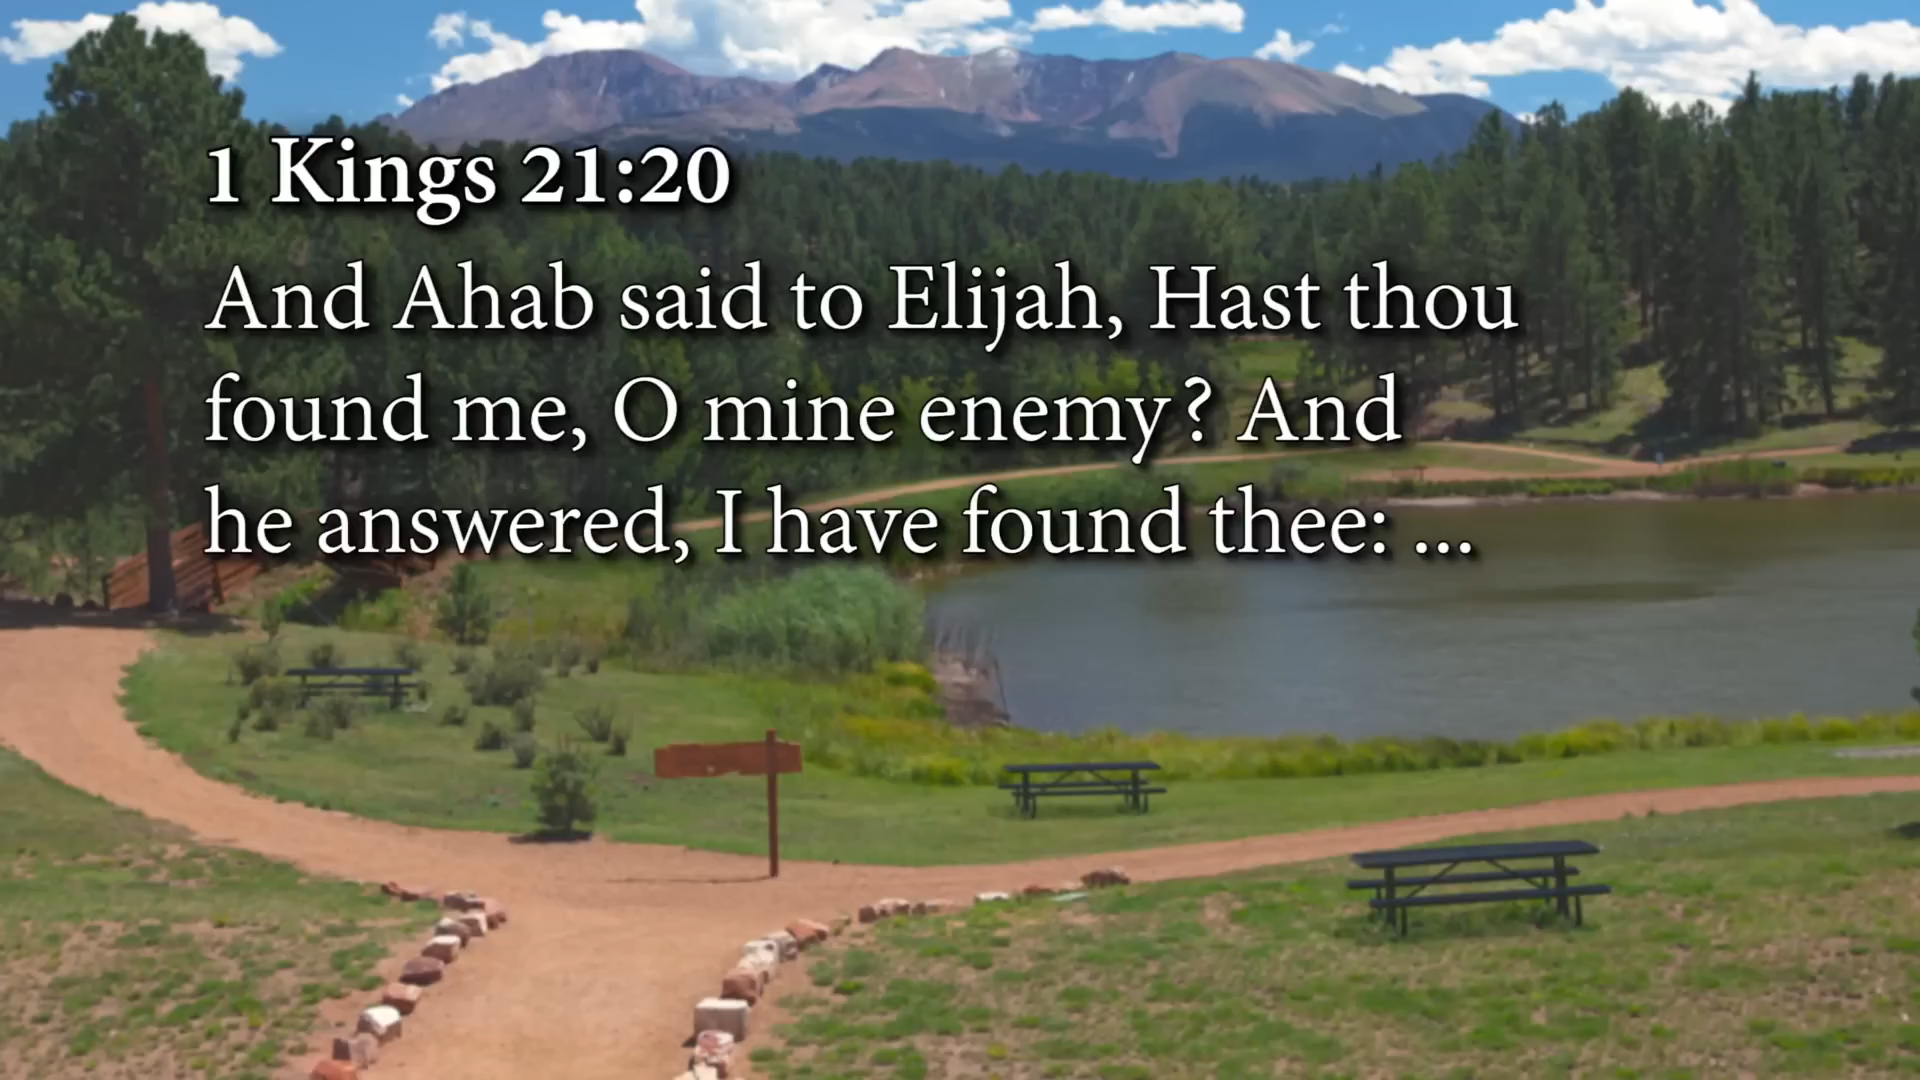 1 Kings 21:20
And Ahab said to Elijah, Hast thou
found me, O mine enemy? And
he answered, I have found thee: ...